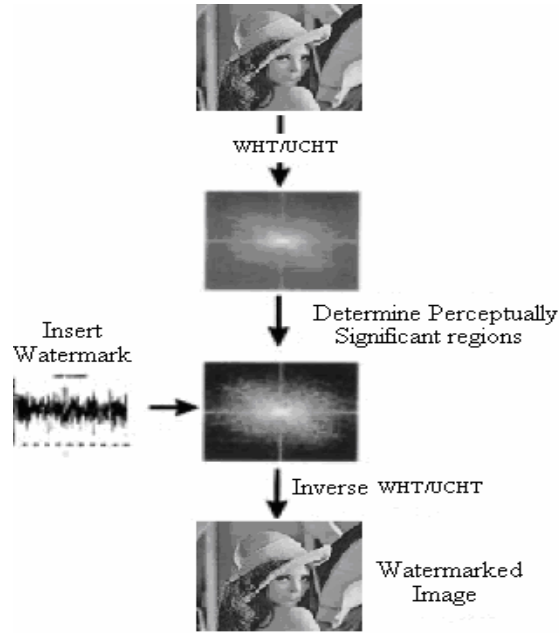 WHT/UCHT
Determine Perceptually
Significant regions
Insert
Watermark
Inverse WHT/UCHT
Watermarked
Image